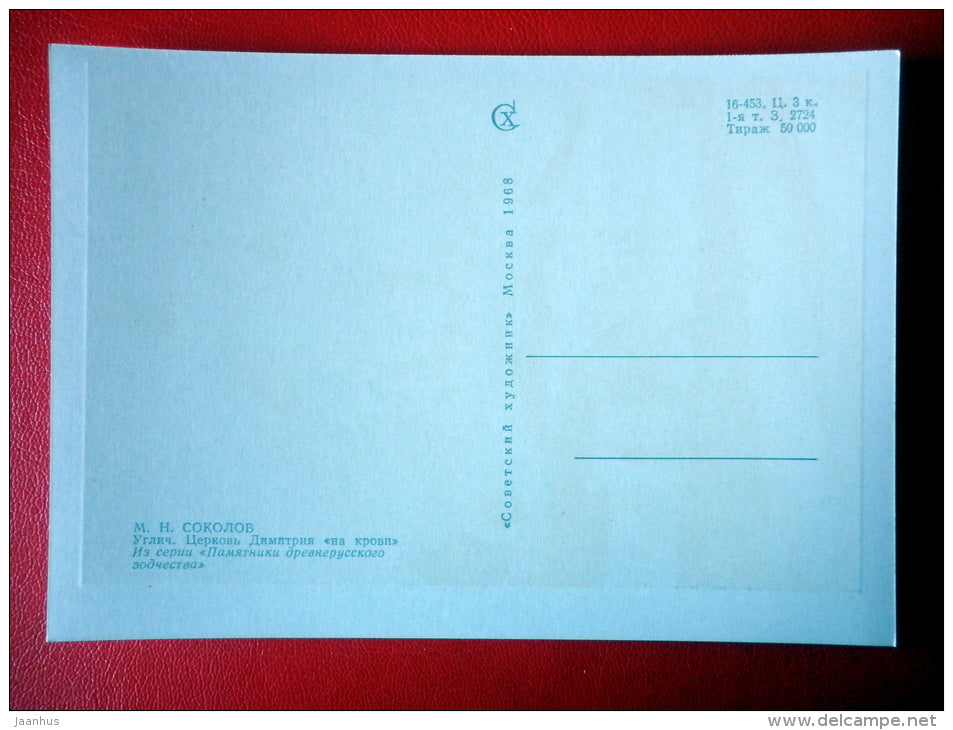 СХ
16-453. Ц. 3 к.
1-я т. З. 2724
Тираж 50 000
«Советский художник» Москва 1968
М. Н. СОКОЛОВ
Углич. Церковь Димитрия «на крови»
Из серии «Памятники древнерусского
зодчества»
Jaanhus
www.delcampe.net